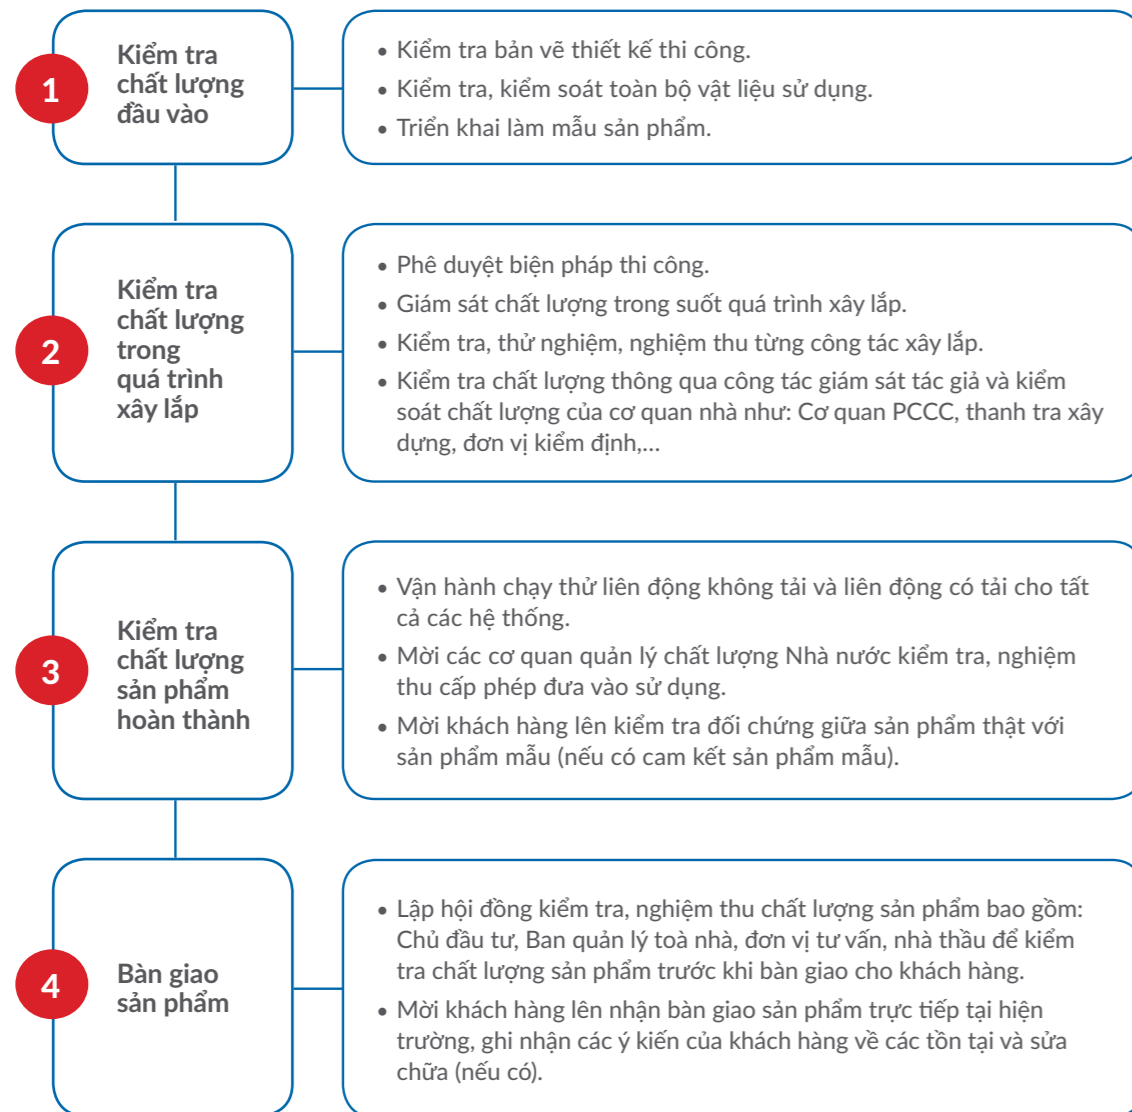 1
Kiểm tra
chất lượng
đầu vào
• Kiểm tra bản vẽ thiết kế thi công.
• Kiểm tra, kiểm soát toàn bộ vật liệu sử dụng.
• Triển khai làm mẫu sản phẩm.
2
Kiểm tra
chất lượng
trong
quá trình
xây lắp
• Phê duyệt biện pháp thi công.
• Giám sát chất lượng trong suốt quá trình xây lắp.
• Kiểm tra, thử nghiệm, nghiệm thu từng công tác xây lắp.
• Kiểm tra chất lượng thông qua công tác giám sát tác giả và kiểm
soát chất lượng của cơ quan nhà như: Cơ quan PCCC, thanh tra xây
dựng, đơn vị kiểm định,...
3
Kiểm tra
chất lượng
sản phẩm
hoàn thành
• Vận hành chạy thử liên động không tải và liên động có tải cho tất
cả các hệ thống.
• Mời các cơ quan quản lý chất lượng Nhà nước kiểm tra, nghiệm
thu cấp phép đưa vào sử dụng.
• Mời khách hàng lên kiểm tra đối chứng giữa sản phẩm thật với
sản phẩm mẫu (nếu có cam kết sản phẩm mẫu).
4
Bàn giao
sản phẩm
• Lập hội đồng kiểm tra, nghiệm thu chất lượng sản phẩm bao gồm:
Chủ đầu tư, Ban quản lý toà nhà, đơn vị tư vấn, nhà thầu để kiểm
tra chất lượng sản phẩm trước khi bàn giao cho khách hàng.
• Mời khách hàng lên nhận bàn giao sản phẩm trực tiếp tại hiện
trường, ghi nhận các ý kiến của khách hàng về các tồn tại và sửa
chữa (nếu có).